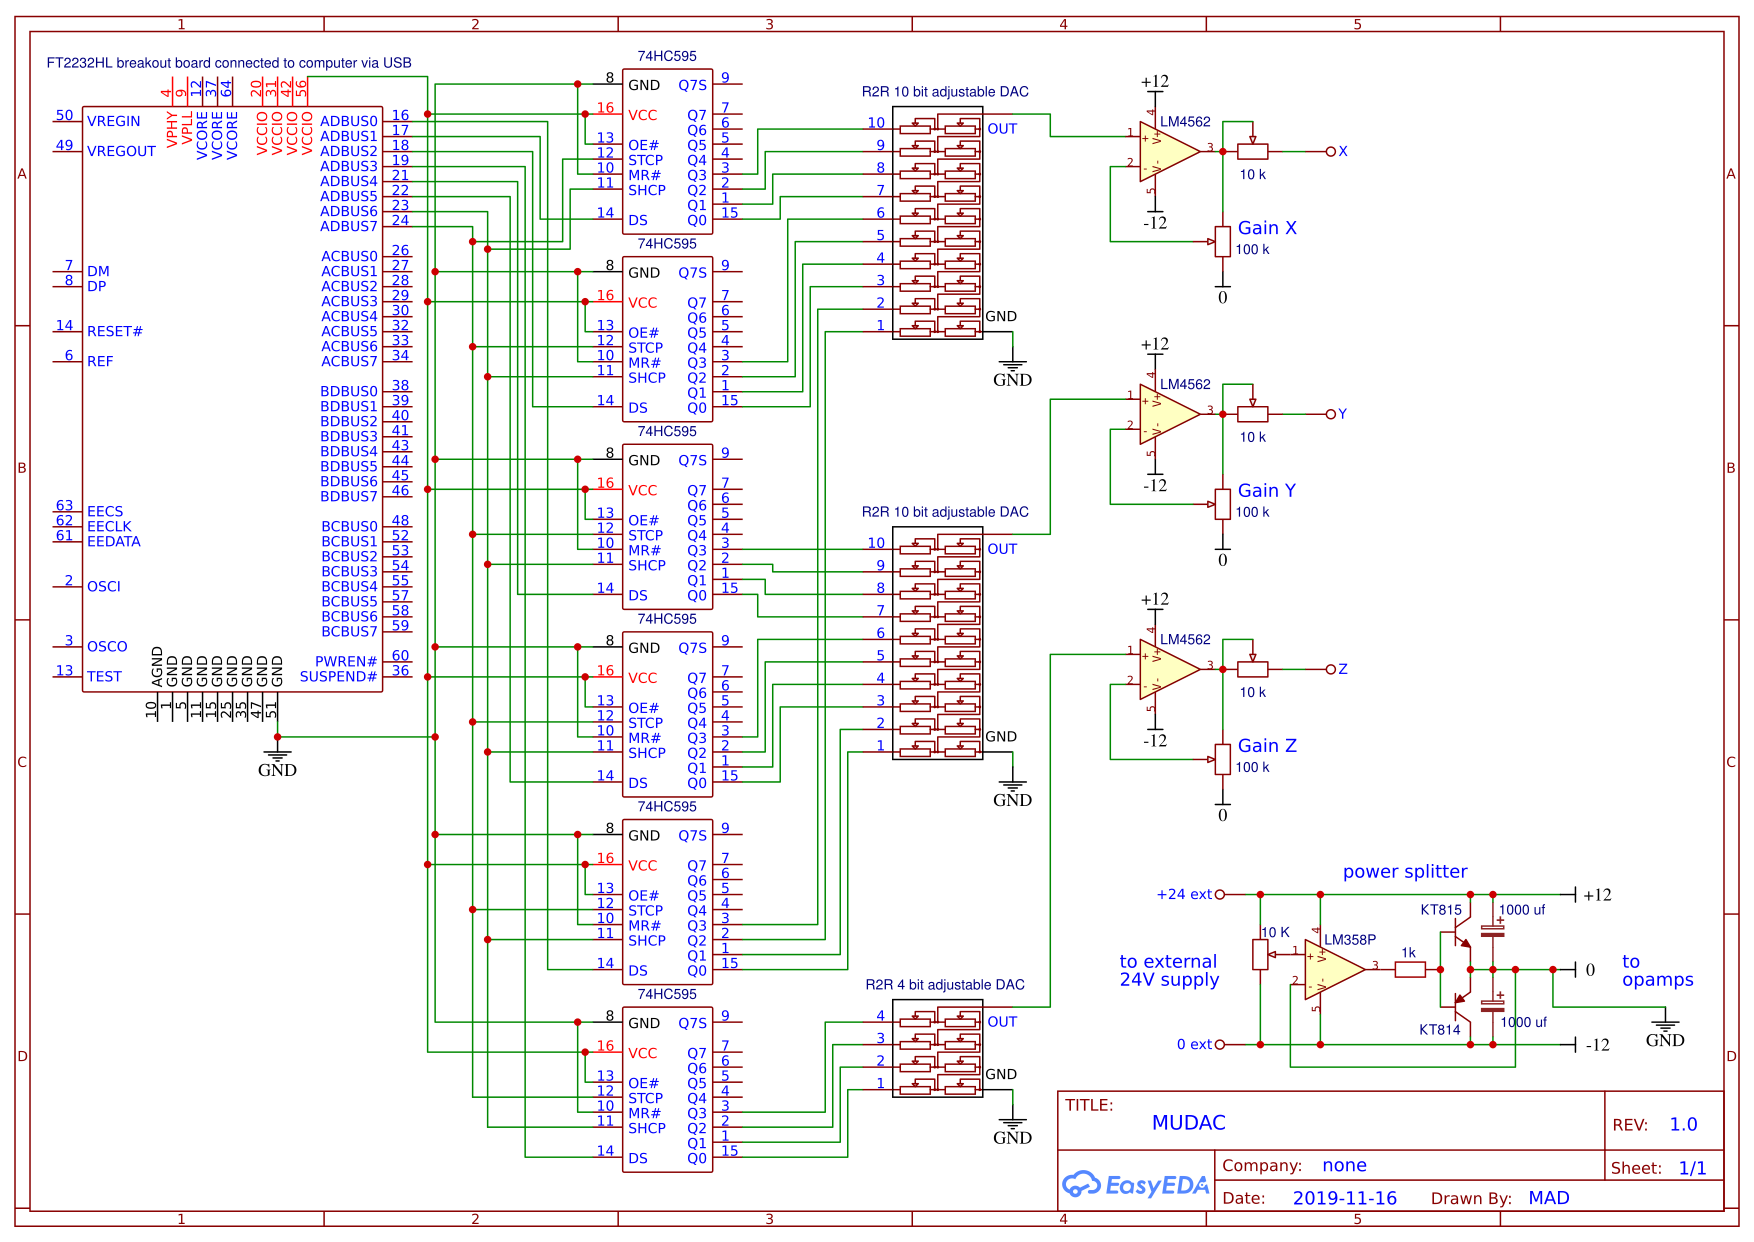 1 2 3 4 5
A
B
C
D
FT2232HL breakout board connected to computer via USB
4 9 12 37 64 20 31 42 56
VPHY VPLL VCORE VCORE VCORE VCCIO VCCIO VCCIO VCCIO
50 VREGIN
49 VREGOUT
7 DM
8 DP
14 RESET#
6 REF
63 EECS
62 EECLK
61 EEDATA
2 OSCI
3 OSCO
13 TEST
ADBUS0 16
ADBUS1 17
ADBUS2 18
ADBUS3 19
ADBUS4 21
ADBUS5 22
ADBUS6 23
ADBUS7 24
ACBUS0 26
ACBUS1 27
ACBUS2 28
ACBUS3 29
ACBUS4 30
ACBUS5 32
ACBUS6 33
ACBUS7 34
BDBUS0 38
BDBUS1 39
BDBUS2 40
BDBUS3 41
BDBUS4 43
BDBUS5 44
BDBUS6 45
BDBUS7 46
BCBUS0 48
BCBUS1 52
BCBUS2 53
BCBUS3 54
BCBUS4 55
BCBUS5 57
BCBUS6 58
BCBUS7 59
PWREN# 60
SUSPEND# 36
AGND GND GND GND GND GND GND GND GND
10 1 5 11 15 25 35 47 51
GND
74HC595
8 GND Q7S 9
16 VCC Q7 7
Q6 6
13 OE# Q5 5
12 STCP Q4 4
10 MR# Q3 3
11 SHCP Q2 2
Q1 1
14 DS Q0 15
74HC595
8 GND Q7S 9
16 VCC Q7 7
Q6 6
13 OE# Q5 5
12 STCP Q4 4
10 MR# Q3 3
11 SHCP Q2 2
Q1 1
14 DS Q0 15
74HC595
8 GND Q7S 9
16 VCC Q7 7
Q6 6
13 OE# Q5 5
12 STCP Q4 4
10 MR# Q3 3
11 SHCP Q2 2
Q1 1
14 DS Q0 15
74HC595
8 GND Q7S 9
16 VCC Q7 7
Q6 6
13 OE# Q5 5
12 STCP Q4 4
10 MR# Q3 3
11 SHCP Q2 2
Q1 1
14 DS Q0 15
74HC595
8 GND Q7S 9
16 VCC Q7 7
Q6 6
13 OE# Q5 5
12 STCP Q4 4
10 MR# Q3 3
11 SHCP Q2 2
Q1 1
14 DS Q0 15
74HC595
8 GND Q7S 9
16 VCC Q7 7
Q6 6
13 OE# Q5 5
12 STCP Q4 4
10 MR# Q3 3
11 SHCP Q2 2
Q1 1
14 DS Q0 15
R2R 10 bit adjustable DAC
10 OUT
9
8
7
6
5
4
3
2
1 GND
GND
R2R 10 bit adjustable DAC
10 OUT
9
8
7
6
5
4
3
2
1 GND
GND
R2R 4 bit adjustable DAC
4 OUT
3
2
1 GND
GND
+12
4 LM4562
1 + V+
3 X
2 - V-
5 10 k
-12
Gain X
100 k
0
+12
4 LM4562
1 + V+
3 Y
2 - V-
5 10 k
-12
Gain Y
100 k
0
+12
4 LM4562
1 + V+
3 Z
2 - V-
5 10 k
-12
Gain Z
100 k
0
power splitter
+24 ext +12
KT815 1000 uf
10 K 4 LM358P +
1 + V+ 1k
to external
24V supply
3 0
to
opamps
2 - V-
5 +
KT814 1000 uf
GND
0 ext -12
TITLE:
MUDAC
REV: 1.0
EasyEDA
Company: none
Sheet: 1/1
Date: 2019-11-16 Drawn By: MAD
A
B
C
D
1 2 3 4 5